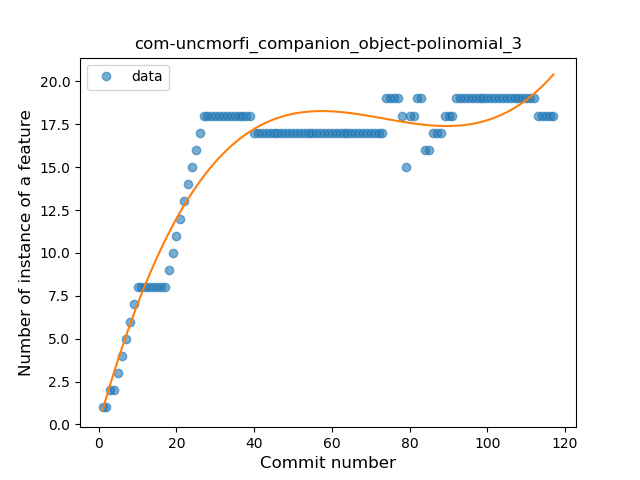 com-uncmorfi_companion_object-polinomial_3
data
Number of instance of a feature
20.0
17.5
15.0
12.5
10.0
7.5
5.0
2.5
0.0
0 20 40 60 80 100 120
Commit number